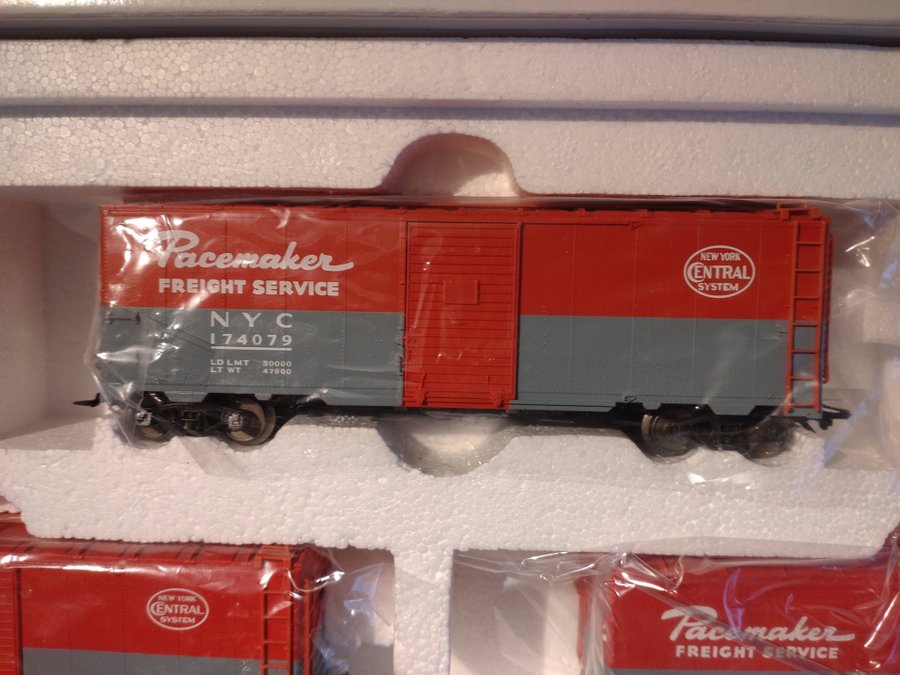 Pacemaker
FREIGHT SERVICE
NYC
174079
LD LMT 50000
LT WT 47800
NEW YORK
CENTRAL
SYSTEM
NEW YORK
CENTRAL
SYSTEM
Pacemaker
FREIGHT SERVICE